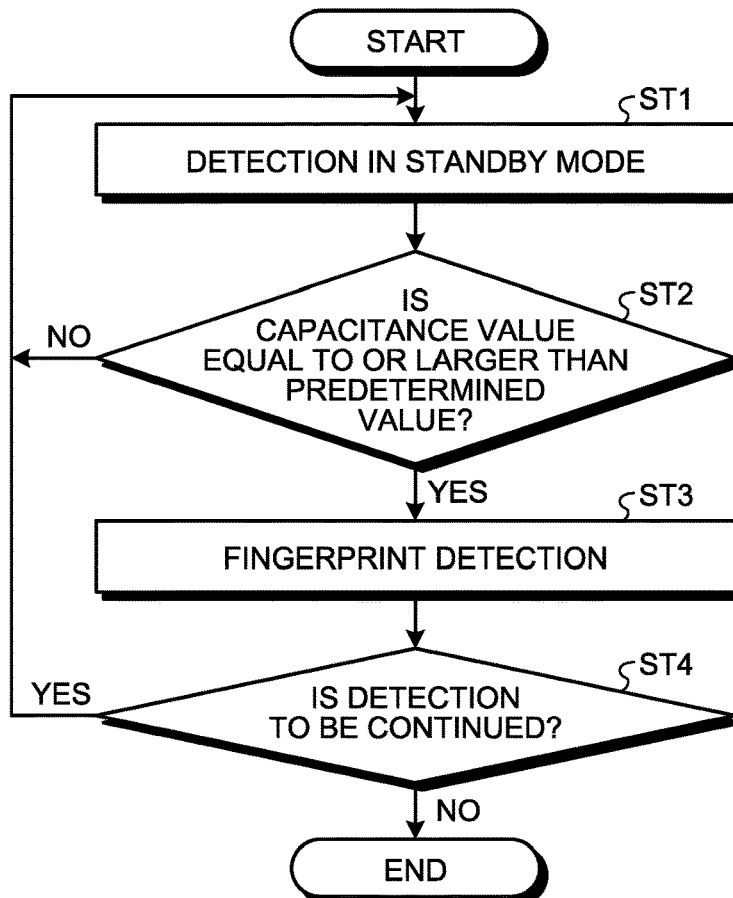 START
ST1
DETECTION IN STANDBY MODE
ST2
IS
CAPACITANCE VALUE
EQUAL TO OR LARGER THAN
PREDETERMINED
VALUE?
NO
YES
ST3
FINGERPRINT DETECTION
ST4
YES
IS DETECTION
TO BE CONTINUED?
NO
END